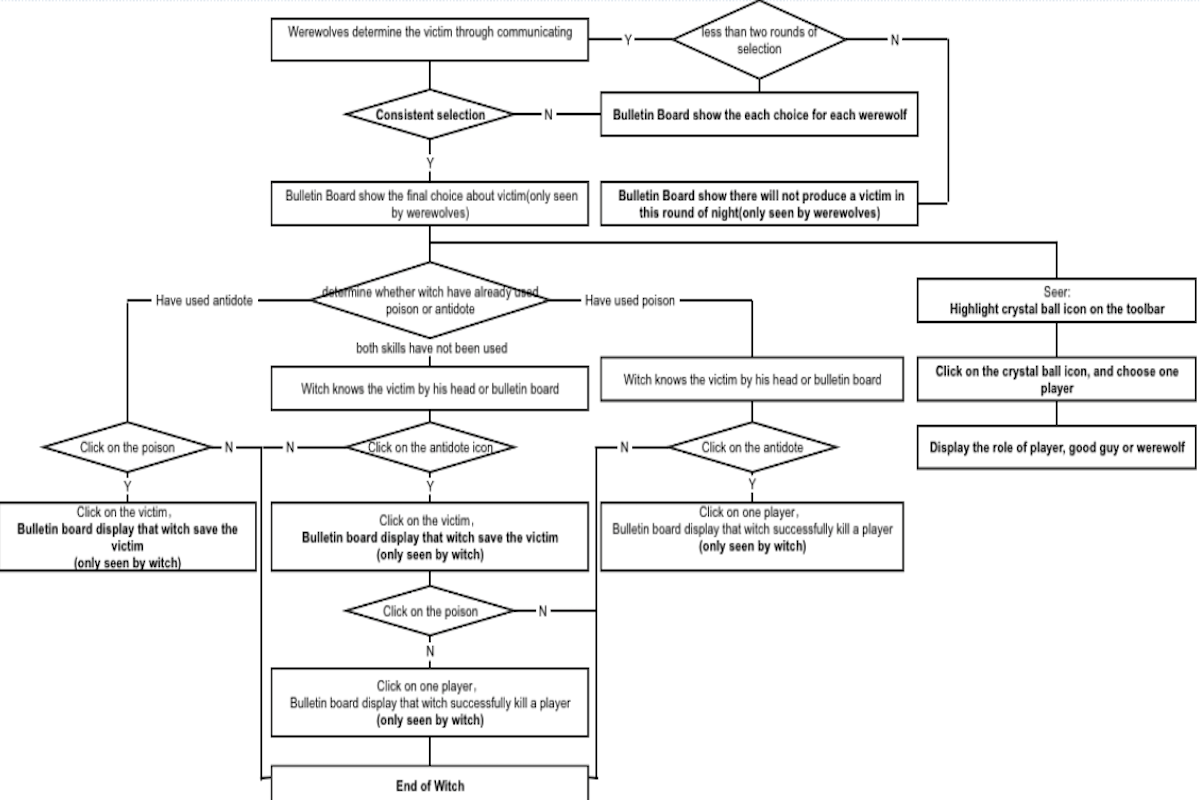 Werewolves determine the victim through communicating
Y
less than two rounds of
selection
N
Consistent selection
N
Bulletin Board show the each choice for each werewolf
Y
Bulletin Board show the final choice about victim(only seen
by werewolves)
Bulletin Board show there will not produce a victim in
this round of night(only seen by werewolves)
determine whether witch have already used
poison or antidote
Have used antidote
Have used poison
Seer:
Highlight crystal ball icon on the toolbar
both skills have not been used
Witch knows the victim by his head or bulletin board
Witch knows the victim by his head or bulletin board
Click on the crystal ball icon, and choose one
player
Click on the poison
N
N
Click on the antidote icon
N
Click on the antidote
Display the role of player, good guy or werewolf
Y
Y
Y
Click on the victim,
Bulletin board display that witch save the
victim
(only seen by witch)
Click on the victim,
Bulletin board display that witch save the victim
(only seen by witch)
Click on one player,
Bulletin board display that witch successfully kill a player
(only seen by witch)
Click on the poison
N
N
Click on one player,
Bulletin board display that witch successfully kill a player
(only seen by witch)
End of Witch